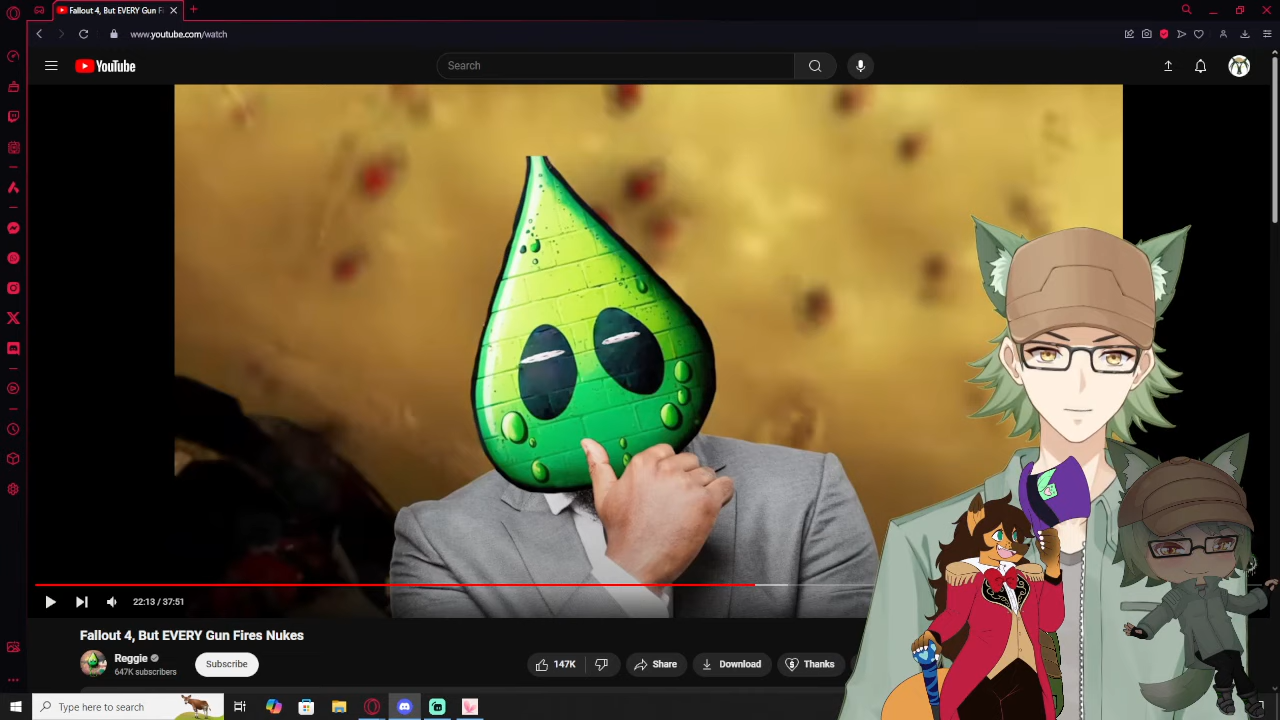 Fallout 4, But EVERY Gun Fi
www.youtube.com/watch
YouTube
Search
22:13 / 37:51
Fallout 4, But EVERY Gun Fires Nukes
Reggie
647K subscribers
Subscribe
147K
Share
Download
Thanks
Type here to search